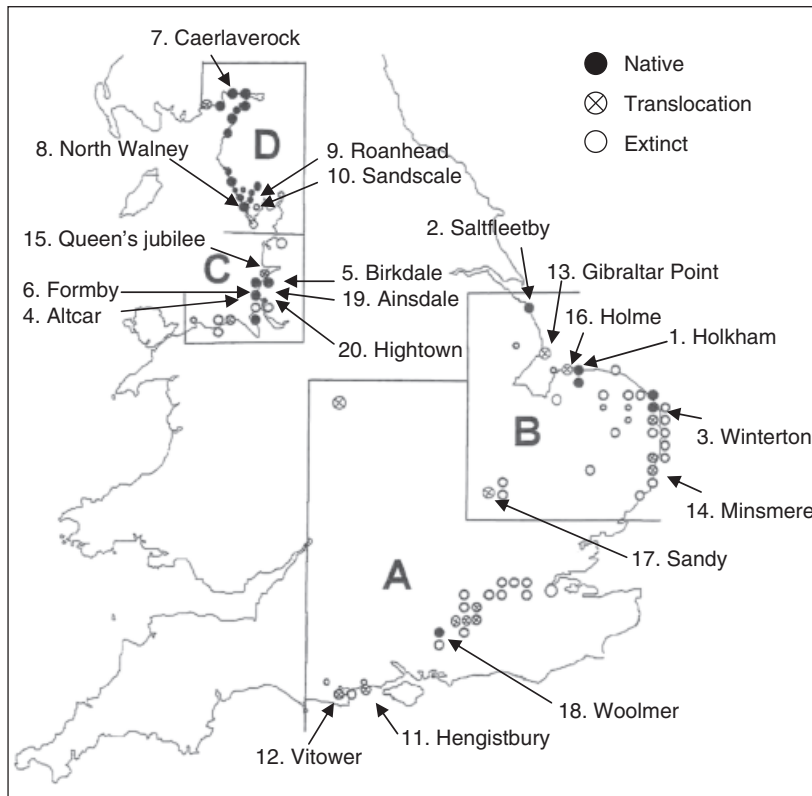 7. Caerlaverock
Native
Translocation
Extinct
D
8. North Walney
9. Roanhead
10. Sandscale
15. Queen's jubilee
2. Saltfleetby
C
13. Gibraltar Point
5. Birkdale
6. Formby
19. Ainsdale
16. Holme
4. Altcar
1. Holkham
20. Hightown
B
3. Winterton
14. Minsmere
17. Sandy
A
18. Woolmer
11. Hengistbury
12. Vitower